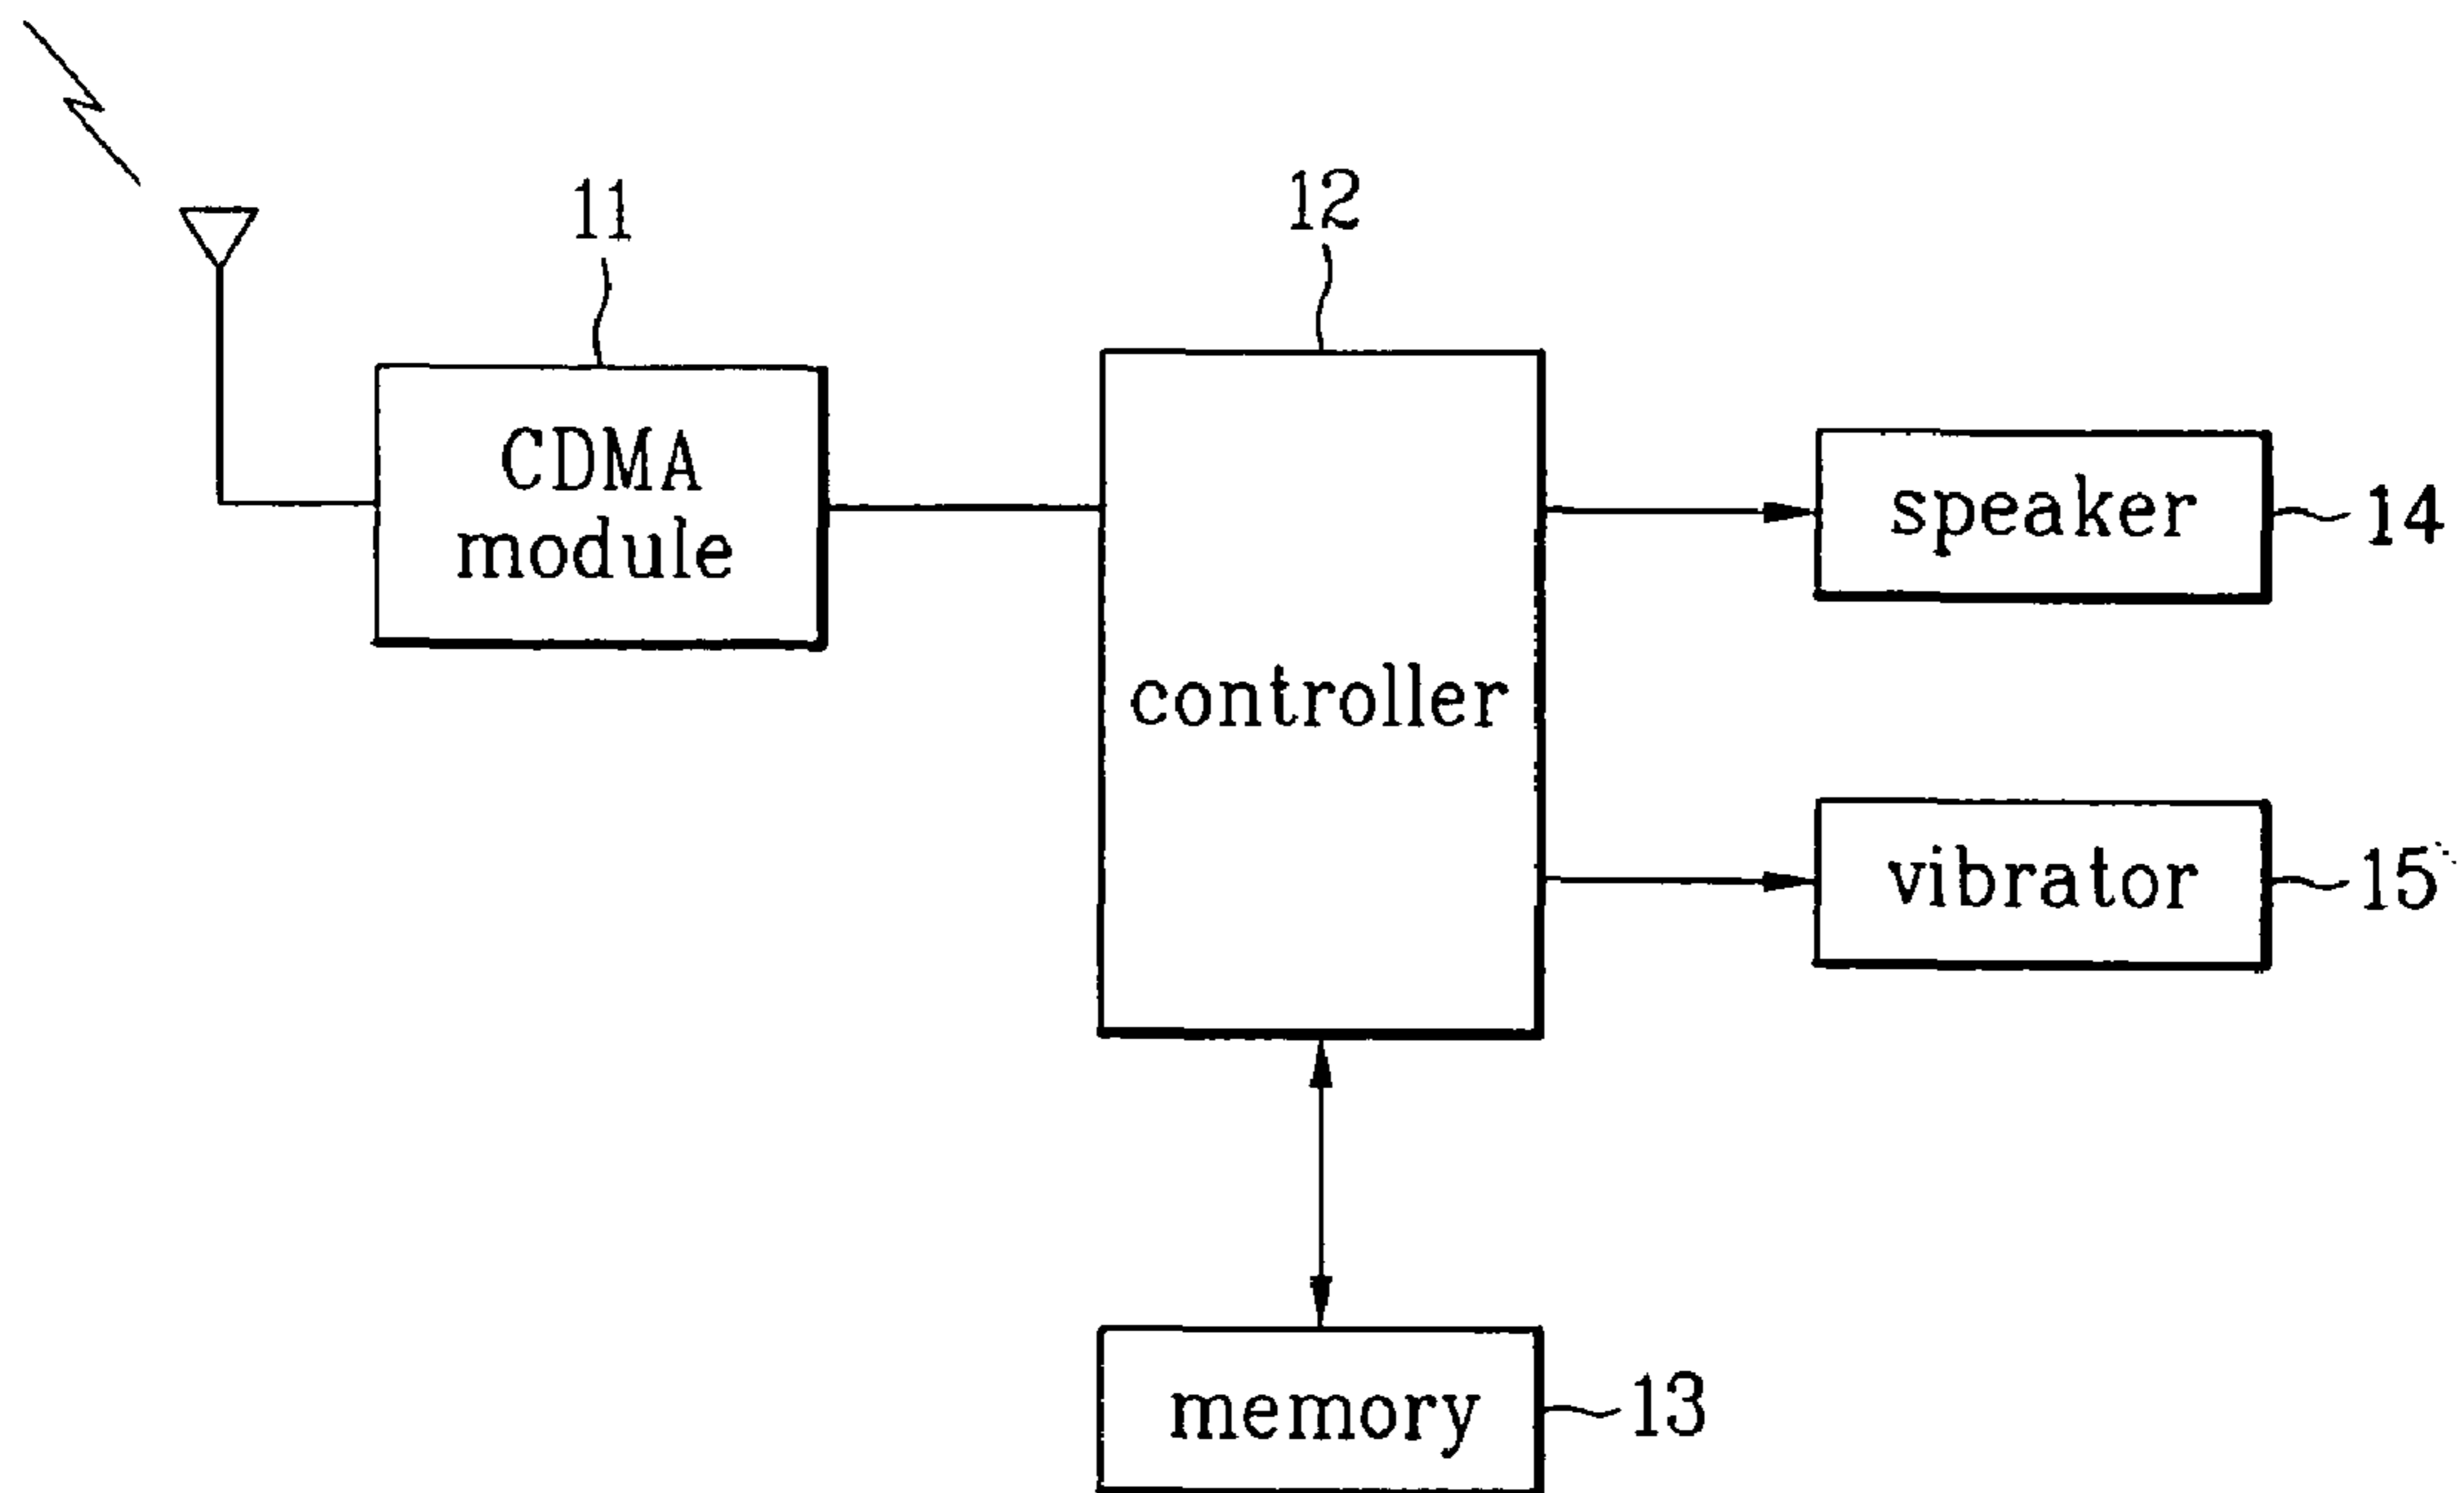 11
12
CDMA
module
controller
speaker
14
vibrator
15
memory
13